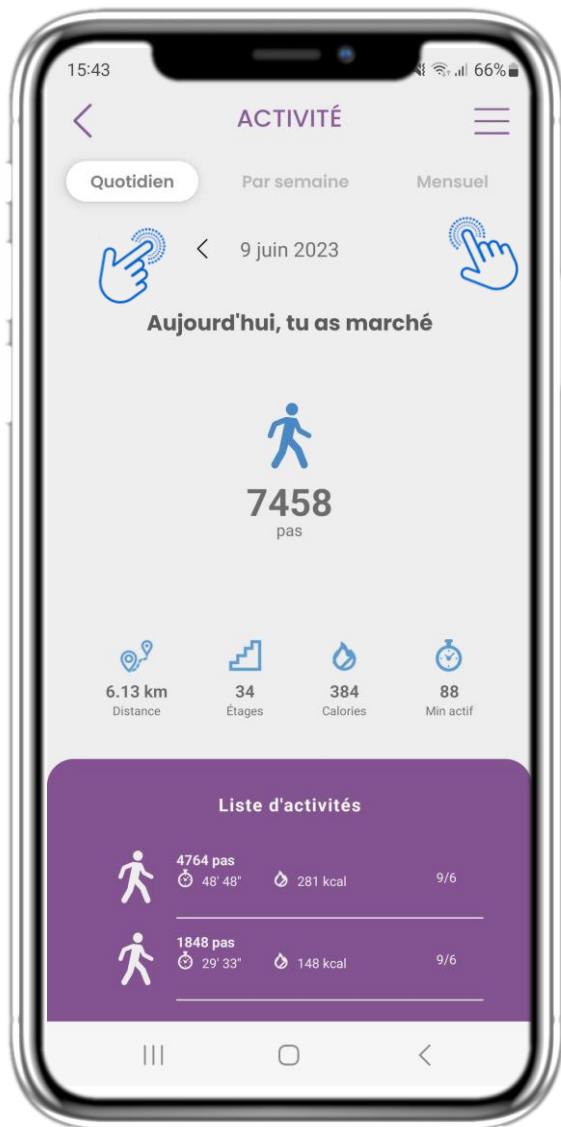 15:43 66%
ACTIVITÉ
Quotidien Par semaine Mensuel
9 juin 2023
Aujourd'hui, tu as marché
7458
pas
6.13 km 34 384 88
Distance Étages Calories Min actif
Liste d'activités
4764 pas
48' 48" 281 kcal 9/6
1848 pas
29' 33" 148 kcal 9/6